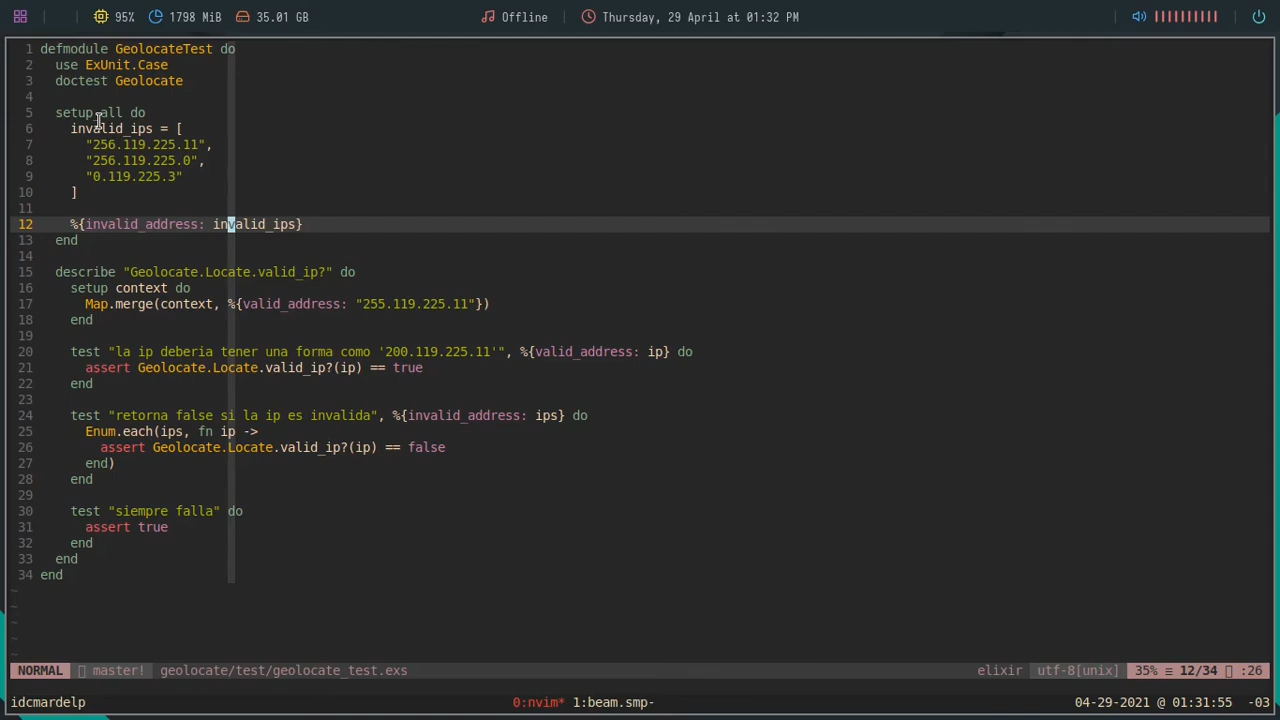 95% 1798 MiB 35.01 GB Offline Thursday, 29 April at 01:32 PM
1 defmodule GeolocateTest do
2 use ExUnit.Case
3 doctest Geolocate
4
5 setup_all do
6 invalid_ips = [
7 "256.119.225.11",
8 "256.119.225.0",
9 "0.119.225.3"
10 ]
11
12 %{invalid_address: invalid_ips}
13 end
14
15 describe "Geolocate.Locate.valid_ip?" do
16 setup context do
17 Map.merge(context, %{valid_address: "255.119.225.11"})
18 end
19
20 test "la ip deberia tener una forma como '200.119.225.11'", %{valid_address: ip} do
21 assert Geolocate.Locate.valid_ip?(ip) == true
22 end
23
24 test "retorna false si la ip es invalida", %{invalid_address: ips} do
25 Enum.each(ips, fn ip ->
26 assert Geolocate.Locate.valid_ip?(ip) == false
27 end)
28 end
29
30 test "siempre falla" do
31 assert true
32 end
33 end
34 end
~
~
~
~
~
NORMAL master! geolocate/test/geolocate_test.exs elixir utf-8[unix] 35% ≡ 12/34 :26
idcmardelp 0:nvim* 1:beam.smp- 04-29-2021 @ 01:31:55 -03